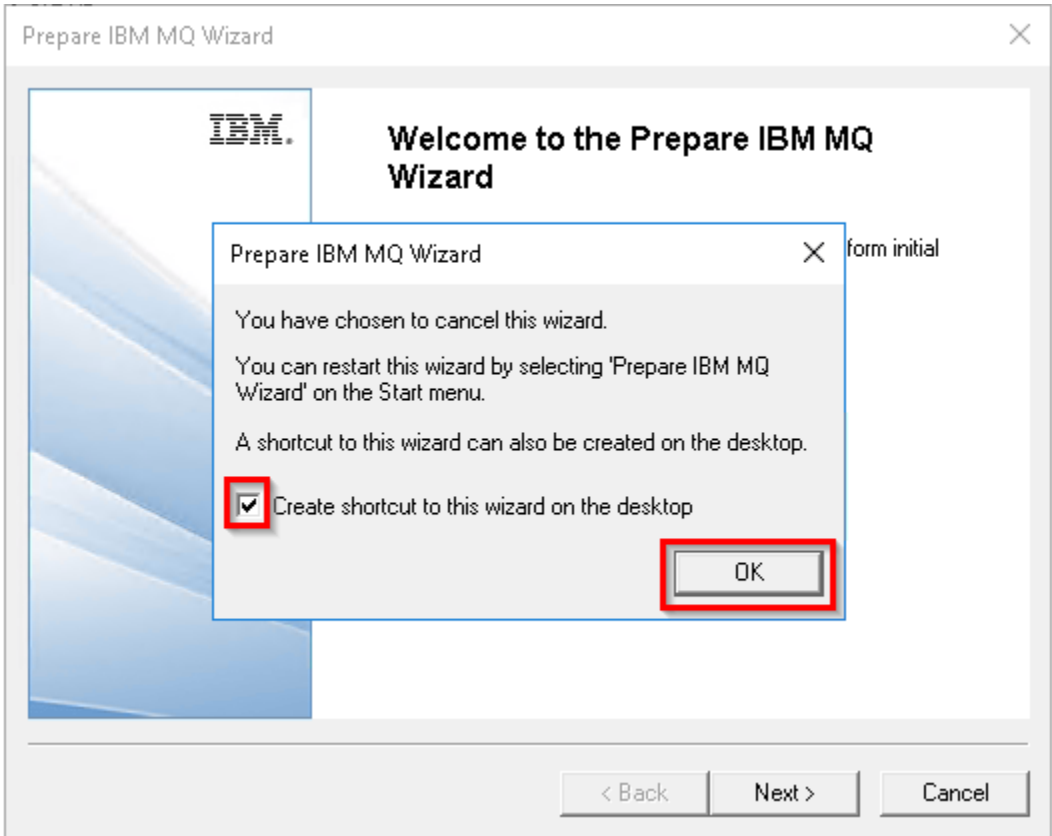 Prepare IBM MQ Wizard
IBM.
Welcome to the Prepare IBM MQ
Wizard
form initial
Prepare IBM MQ Wizard
You have chosen to cancel this wizard.
You can restart this wizard by selecting 'Prepare IBM MQ
Wizard' on the Start menu.
A shortcut to this wizard can also be created on the desktop.
Create shortcut to this wizard on the desktop
OK
< Back
Next >
Cancel